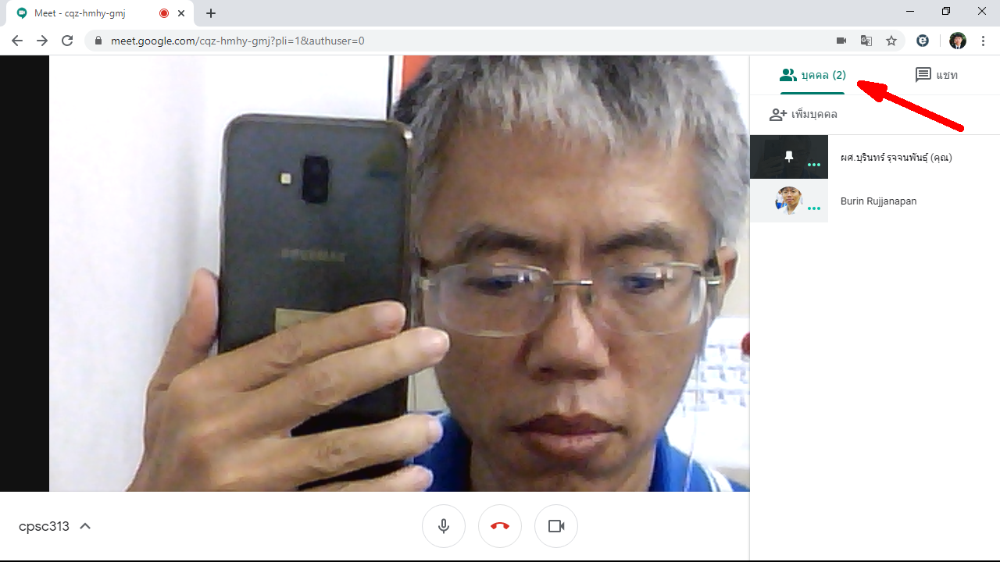 Meet - cqz-hmhy-gmj
meet.google.com/cqz-hmhy-gmj?pli=1&authuser=0
บุคคล (2)
แชท
เพิ่มบุคคล
ผศ.บุรินทร์ รุจจนพันธุ์ (คุณ)
Burin Rujjanapan
cpsc313